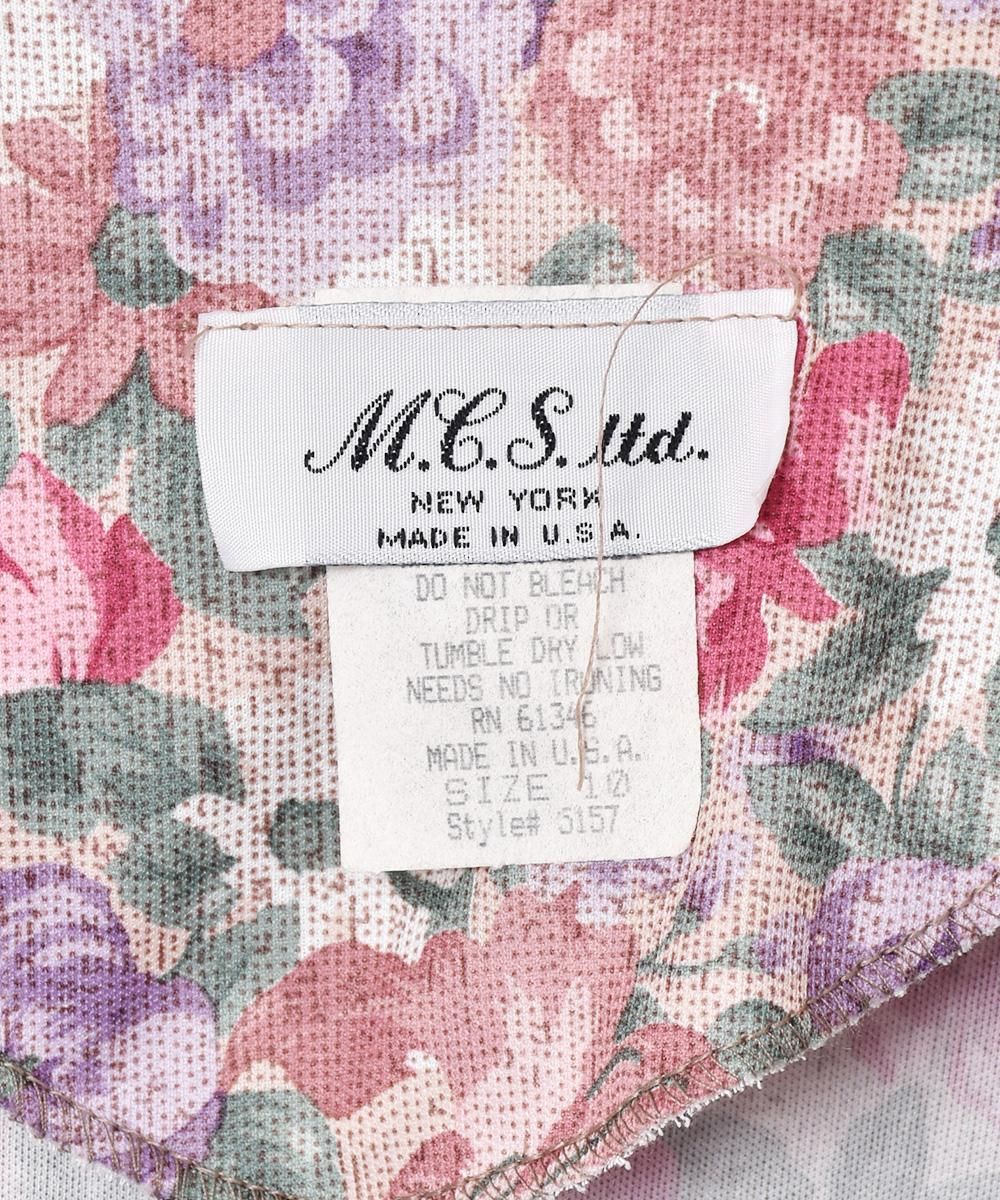 M.C.S. ltd.
NEW YORK
MADE IN U.S.A.
DO NOT BLEACH
DRIP OR
TUMBLE DRY LOW
NEEDS NO IRONING
RN 61346
MADE IN U.S.A.
SIZE 10
Style#